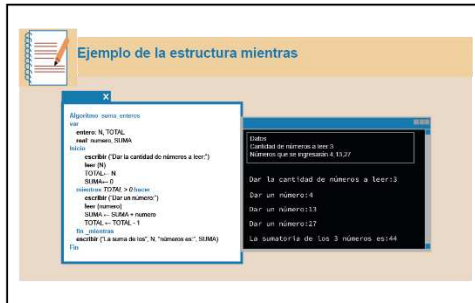 Ejemplo de la estructura mientras
X
Algoritmo suma_enteros
var
entero: N, TOTAL
real: numero, SUMA
Inicio
escribir ("Dar la cantidad de números a leer:")
leer (N)
TOTAL← N
SUMA← 0
mientras TOTAL > 0 hacer
escribir ("Dar un número:")
leer (numero)
SUMA ← SUMA + numero
TOTAL ← TOTAL - 1
fin_mientras
escribir ("La suma de los", N, "números es:", SUMA)
Fin
Datos
Cantidad de números a leer:3
Números que se ingresarán 4,13,27
Dar la cantidad de números a leer:3
Dar un número:4
Dar un número:13
Dar un número:27
La sumatoria de los 3 números es:44